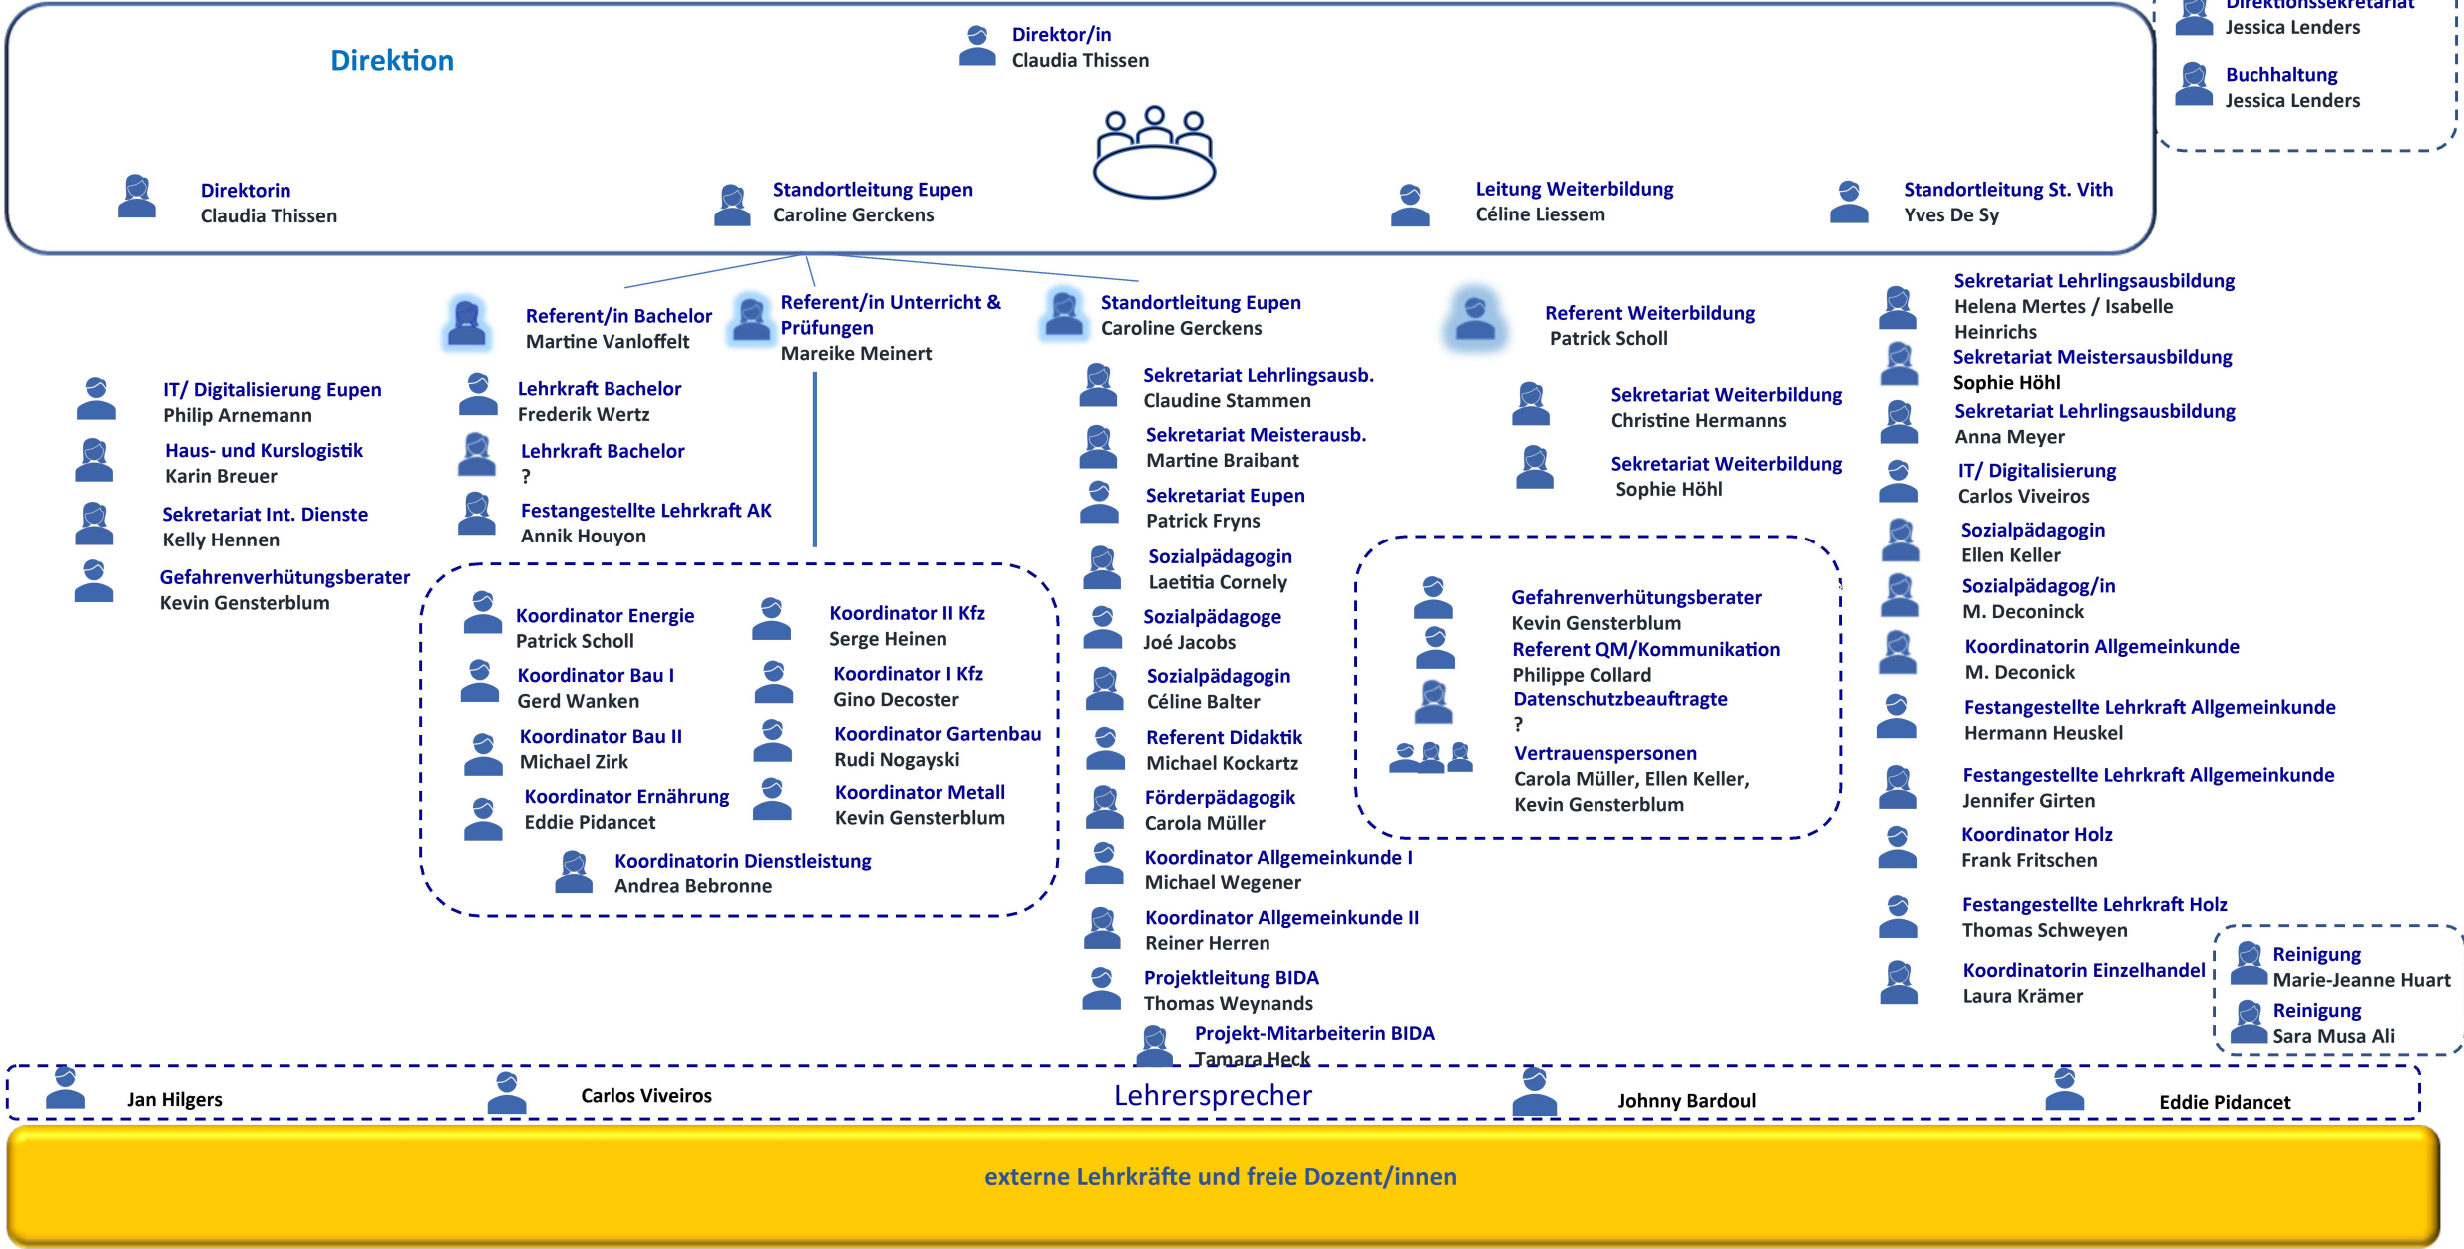 Direktion
Direktor/in
Claudia Thissen
Direktionssekretariat
Jessica Lenders
Buchhaltung
Jessica Lenders
Direktorin
Claudia Thissen
Standortleitung Eupen
Caroline Gerckens
Leitung Weiterbildung
Céline Liessem
Standortleitung St. Vith
Yves De Sy
IT/ Digitalisierung Eupen
Philip Arnemann
Haus- und Kurslogistik
Karin Breuer
Sekretariat Int. Dienste
Kelly Hennen
Gefahrenverhütungsberater
Kevin Gensterblum
Referent/in Bachelor
Martine Vanloffelt
Lehrkraft Bachelor
Frederik Wertz
Lehrkraft Bachelor
?
Festangestellte Lehrkraft AK
Annik Houyon
Referent/in Unterricht &
Prüfungen
Mareike Meinert
Koordinator Energie
Patrick Scholl
Koordinator Bau I
Gerd Wanken
Koordinator Bau II
Michael Zirk
Koordinator Ernährung
Eddie Pidancet
Koordinator II Kfz
Serge Heinen
Koordinator I Kfz
Gino Decoster
Koordinator Gartenbau
Rudi Nogayski
Koordinator Metall
Kevin Gensterblum
Koordinatorin Dienstleistung
Andrea Bebronne
Standortleitung Eupen
Caroline Gerckens
Sekretariat Lehrlingsausb.
Claudine Stammen
Sekretariat Meisterausb.
Martine Braibant
Sekretariat Eupen
Patrick Fryns
Sozialpädagogin
Laetitia Cornely
Sozialpädagoge
Joé Jacobs
Sozialpädagogin
Céline Balter
Referent Didaktik
Michael Kockartz
Förderpädagogik
Carola Müller
Koordinator Allgemeinkunde I
Michael Wegener
Koordinator Allgemeinkunde II
Reiner Herren
Projektleitung BIDA
Thomas Weynands
Projekt-Mitarbeiterin BIDA
Tamara Heck
Referent Weiterbildung
Patrick Scholl
Sekretariat Weiterbildung
Christine Hermanns
Sekretariat Weiterbildung
Sophie Höhl
Gefahrenverhütungsberater
Kevin Gensterblum
Referent QM/Kommunikation
Philippe Collard
Datenschutzbeauftragte
?
Vertrauenspersonen
Carola Müller, Ellen Keller,
Kevin Gensterblum
Sekretariat Lehrlingsausbildung
Helena Mertes / Isabelle
Heinrichs
Sekretariat Meistersausbildung
Sophie Höhl
Sekretariat Lehrlingsausbildung
Anna Meyer
IT/ Digitalisierung
Carlos Viveiros
Sozialpädagogin
Ellen Keller
Sozialpädagog/in
M. Deconinck
Koordinatorin Allgemeinkunde
M. Deconick
Festangestellte Lehrkraft Allgemeinkunde
Hermann Heuskel
Festangestellte Lehrkraft Allgemeinkunde
Jennifer Girten
Koordinator Holz
Frank Fritschen
Festangestellte Lehrkraft Holz
Thomas Schweyen
Koordinatorin Einzelhandel
Laura Krämer
Reinigung
Marie-Jeanne Huart
Reinigung
Sara Musa Ali
Jan Hilgers
Carlos Viveiros
Lehrersprecher
Johnny Bardoul
Eddie Pidancet
externe Lehrkräfte und freie Dozent/innen